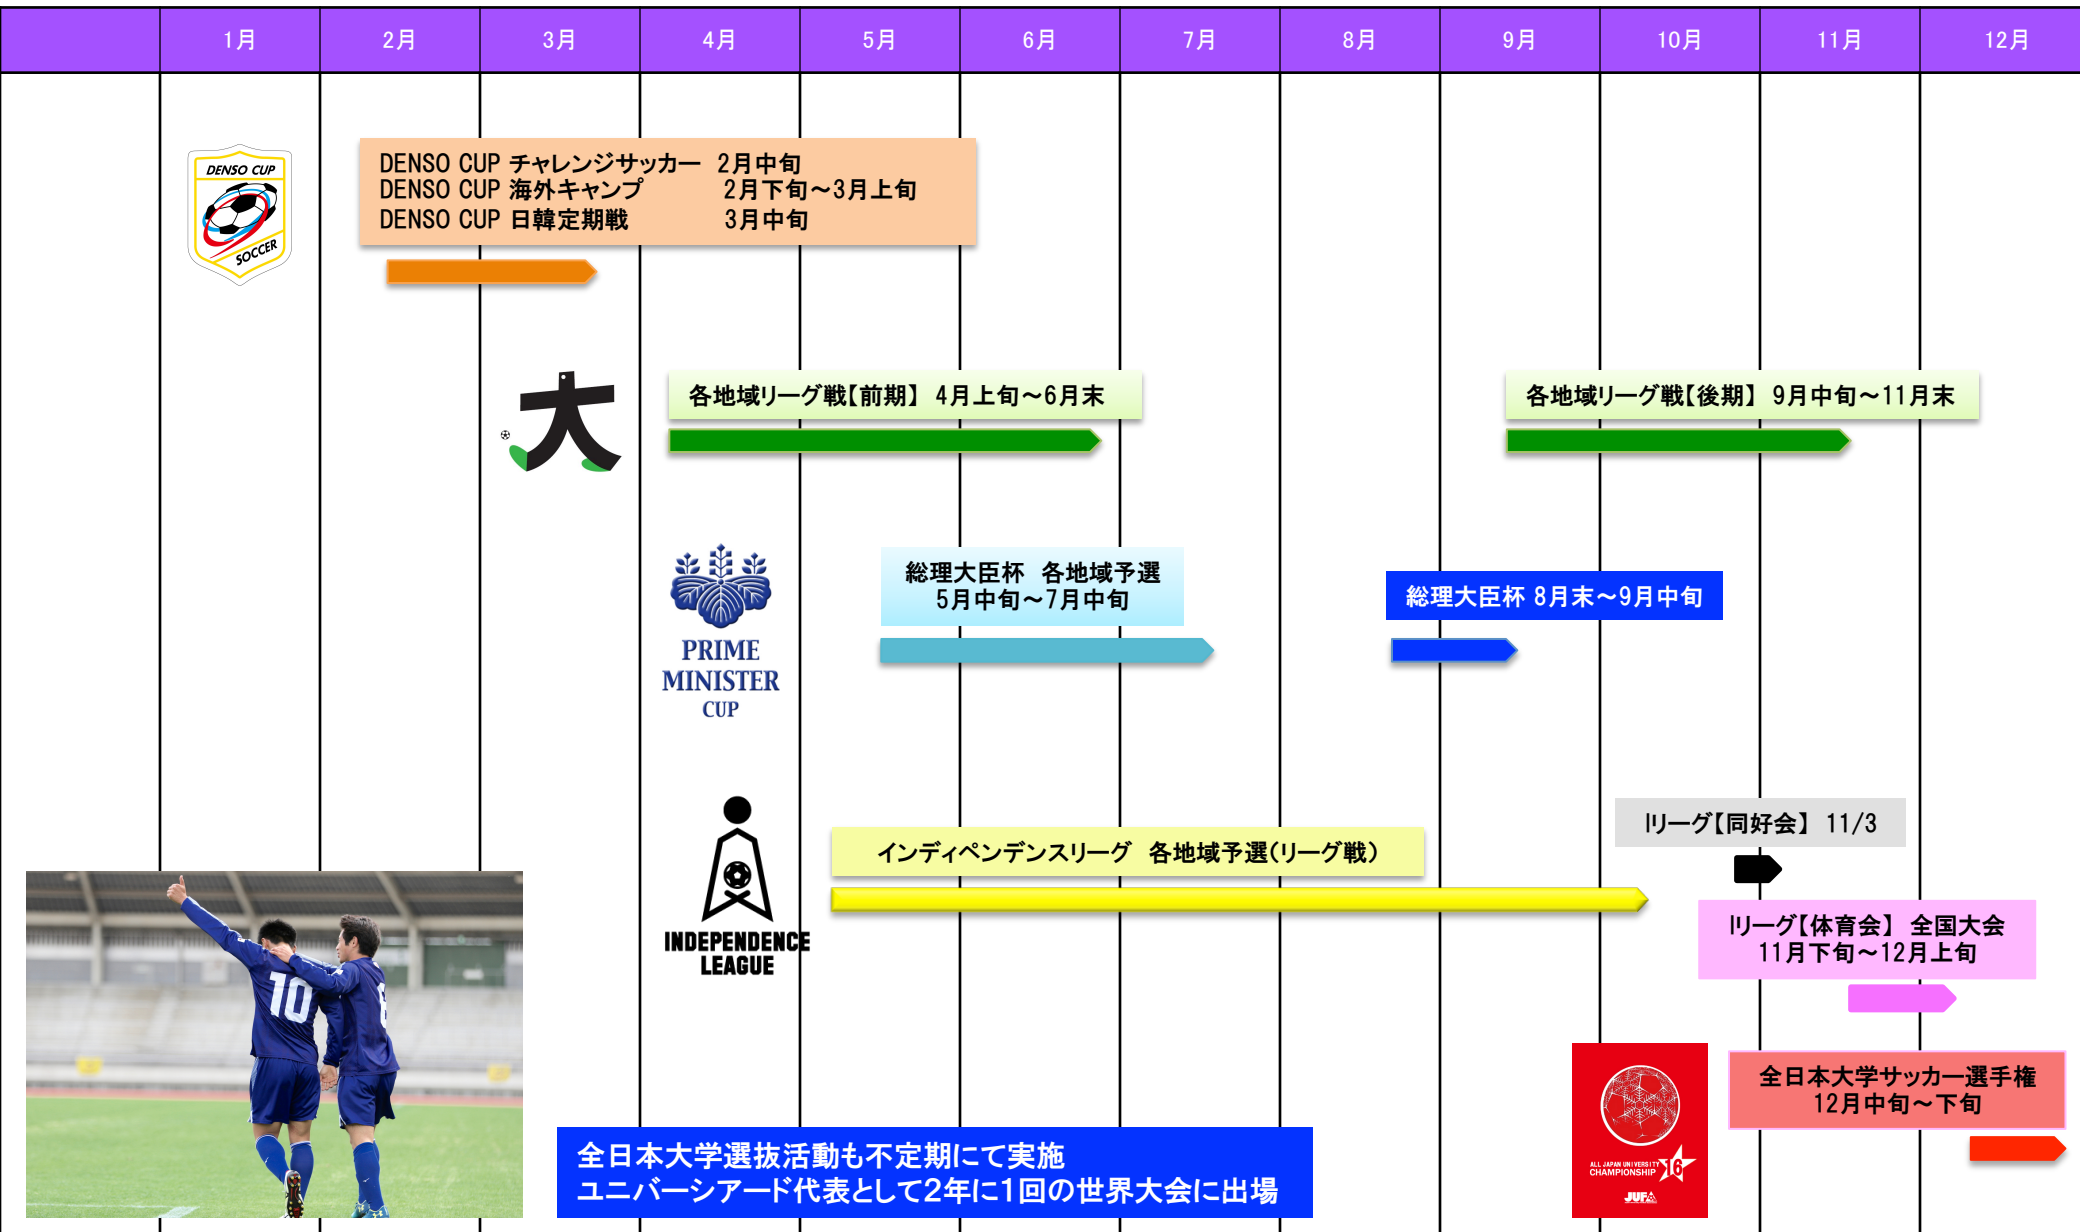 1月 2月 3月 4月 5月 6月 7月 8月 9月 10月 11月 12月
DENSO CUP
SOCCER
DENSO CUP チャレンジサッカー 2月中旬
DENSO CUP 海外キャンプ 2月下旬～3月上旬
DENSO CUP 日韓定期戦 3月中旬
大
各地域リーグ戦【前期】 4月上旬～6月末
各地域リーグ戦【後期】 9月中旬～11月末
PRIME
MINISTER
CUP
総理大臣杯 各地域予選
5月中旬～7月中旬
総理大臣杯 8月末～9月中旬
INDEPENDENCE
LEAGUE
インディペンデンスリーグ 各地域予選（リーグ戦）
Iリーグ【同好会】 11/3
Iリーグ【体育会】 全国大会
11月下旬～12月上旬
10
6
ALL JAPAN UNIVERSITY
CHAMPIONSHIP 16
JUFA
全日本大学サッカー選手権
12月中旬～下旬
全日本大学選抜活動も不定期にて実施
ユニバーシアード代表として2年に1回の世界大会に出場